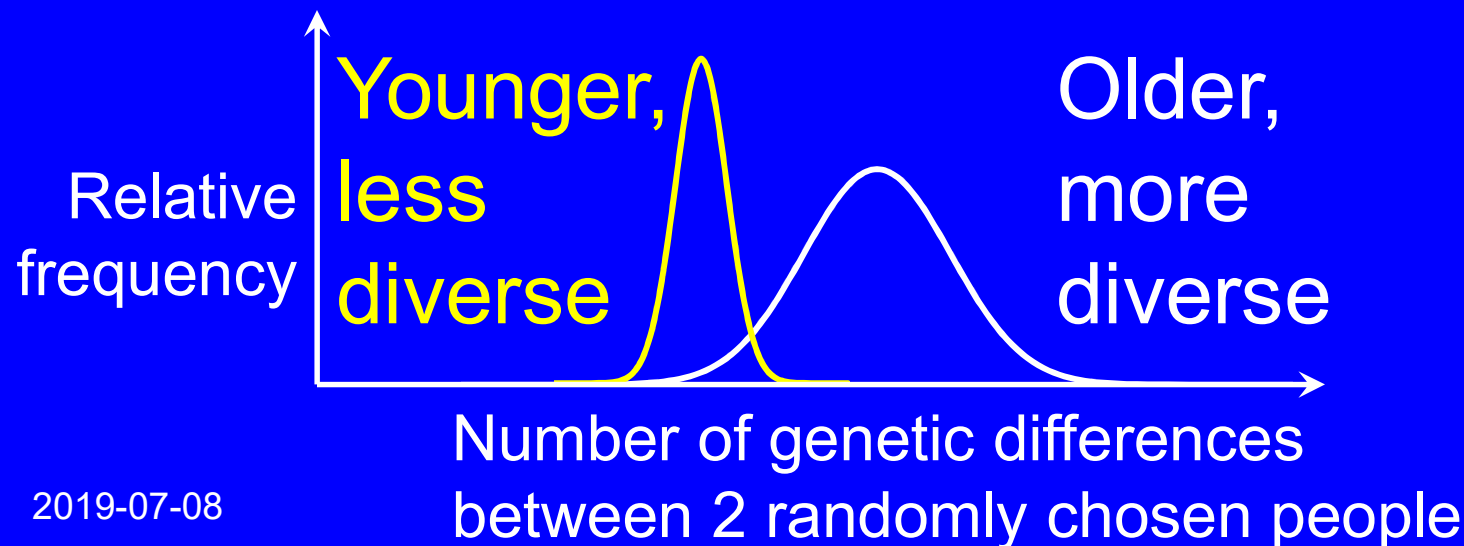 Younger,
less
diverse
Older,
more
diverse
Relative
frequency
Number of genetic differences
between 2 randomly chosen people
2019-07-08